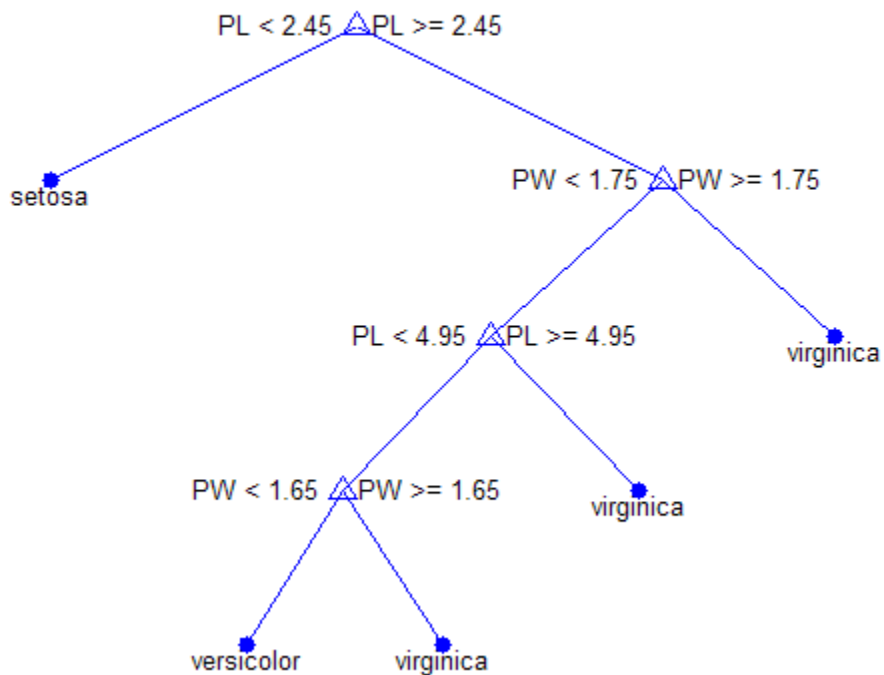 PL < 2.45 PL >= 2.45
setosa
PW < 1.75 PW >= 1.75
PL < 4.95 PL >= 4.95
virginica
PW < 1.65 PW >= 1.65
virginica
versicolor
virginica